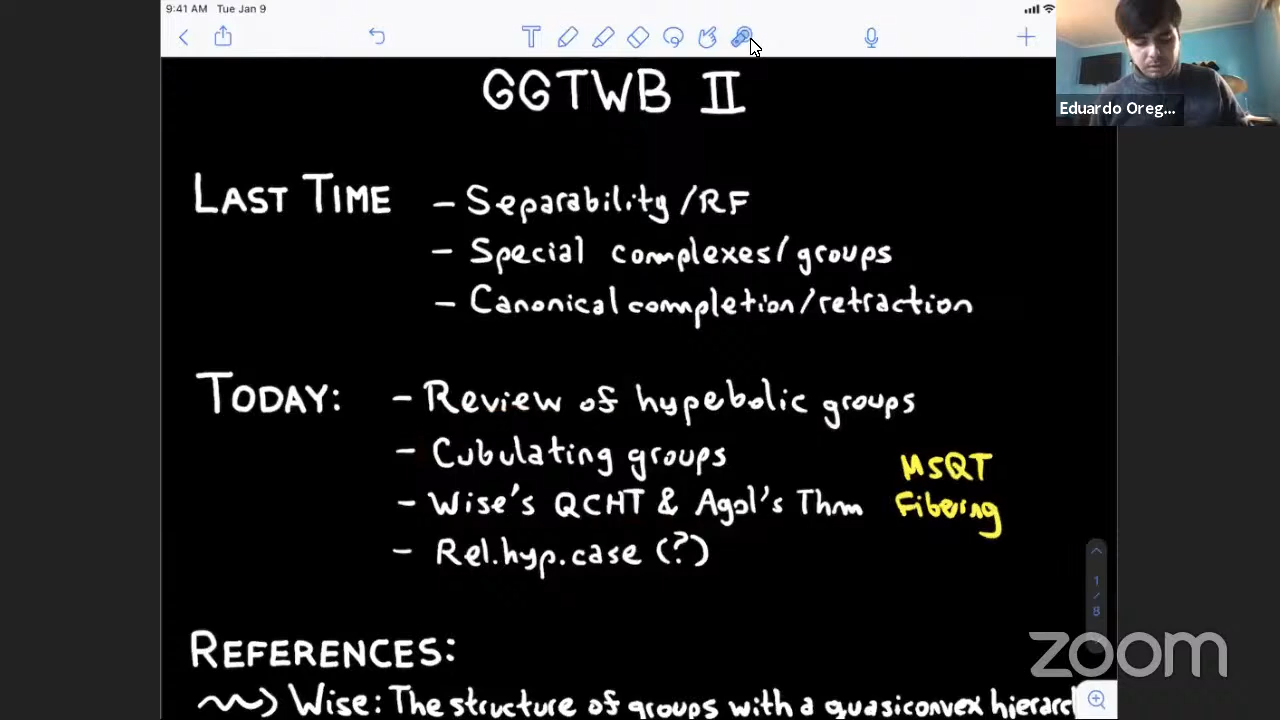 9:41 AM Tue Jan 9
GGTWB II
Eduardo Oreg...
LAST TIME
- Separability/RF
- Special complexes/groups
- Canonical completion/retraction
TODAY:
- Review of hypebolic groups
- Cubulating groups
- Wise's QCHT & Agol's Thm
MSQT
Fibering
- Rel.hyp.case (?)
1/8
zoom
REFERENCES:
Wise: The structure of groups with a quasiconvex hierarc